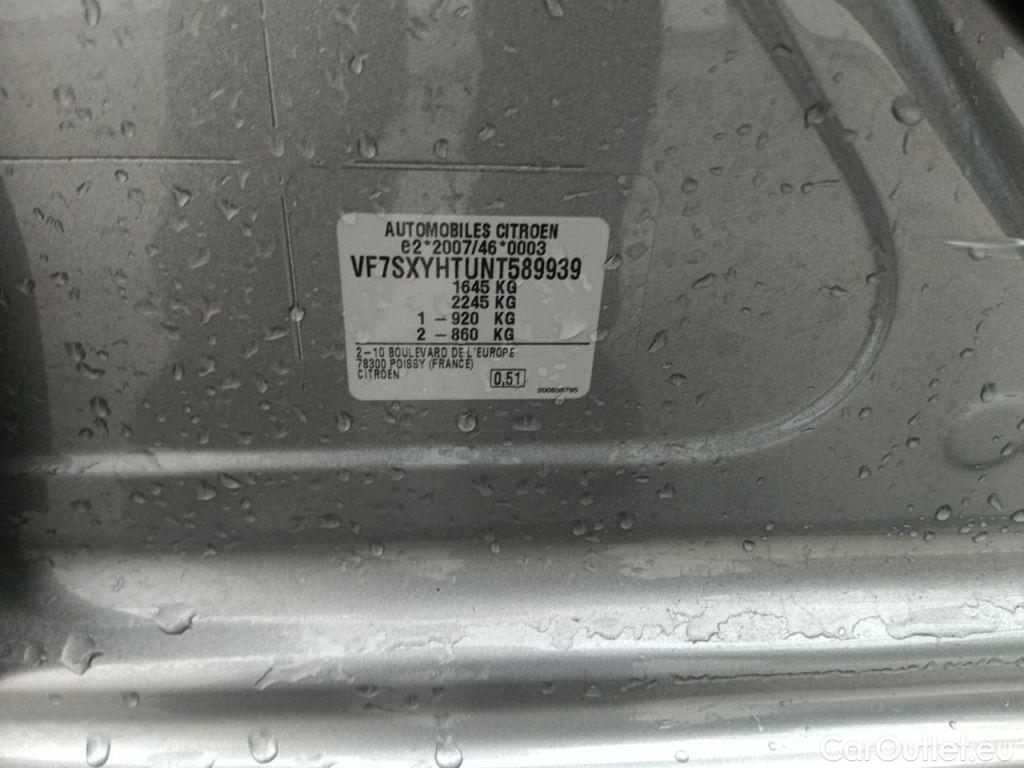 AUTOMOBILES CITROEN
e2*2007/46*0003
VF7SXYHTUNT589939
1645 KG
2245 KG
1 - 920 KG
2 - 860 KG
2-10 BOULEVARD DE L'EUROPE
78300 POISSY (FRANCE)
CITROEN
0,51
CarOutlet.eu